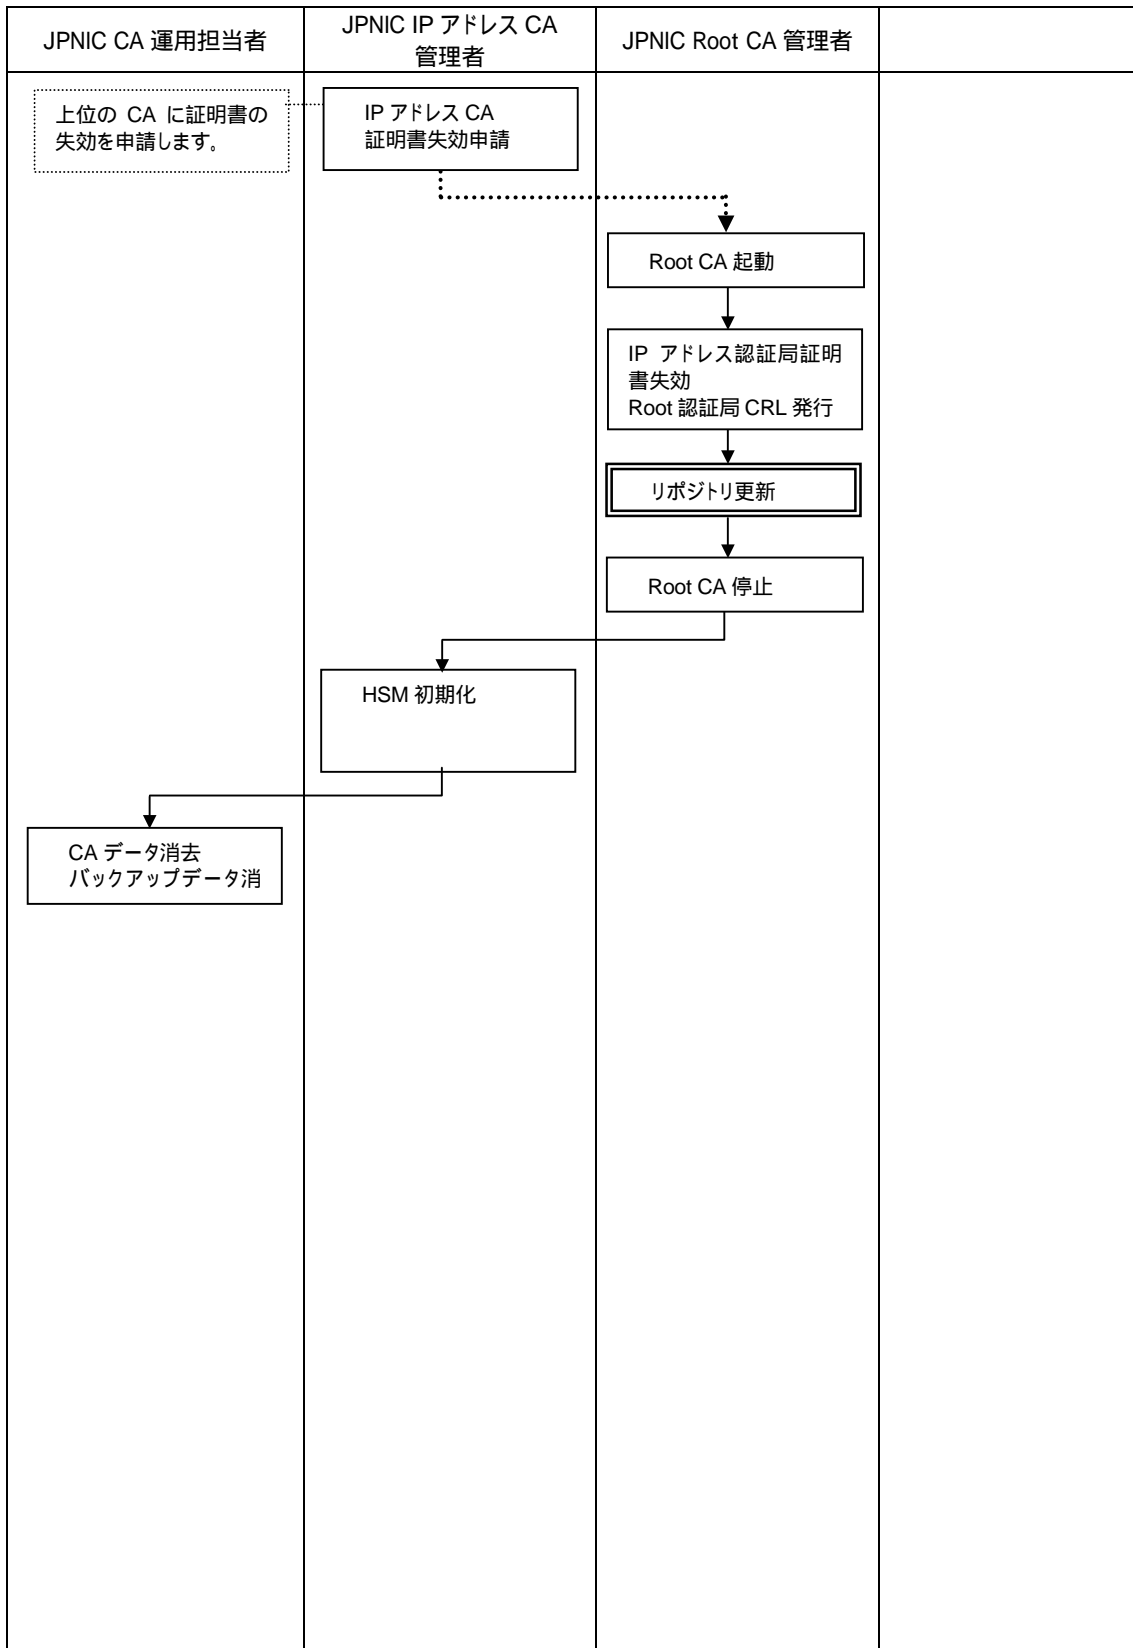 JPNIC CA 運用担当者
JPNIC IP アドレス CA
管理者
JPNIC Root CA 管理者
上位の CA に証明書の
失効を申請します。
IP アドレス CA
証明書失効申請
Root CA 起動
IP アドレス認証局証明
書失効
Root 認証局 CRL 発行
リポジトリ更新
Root CA 停止
HSM 初期化
CA データ消去
バックアップデータ消